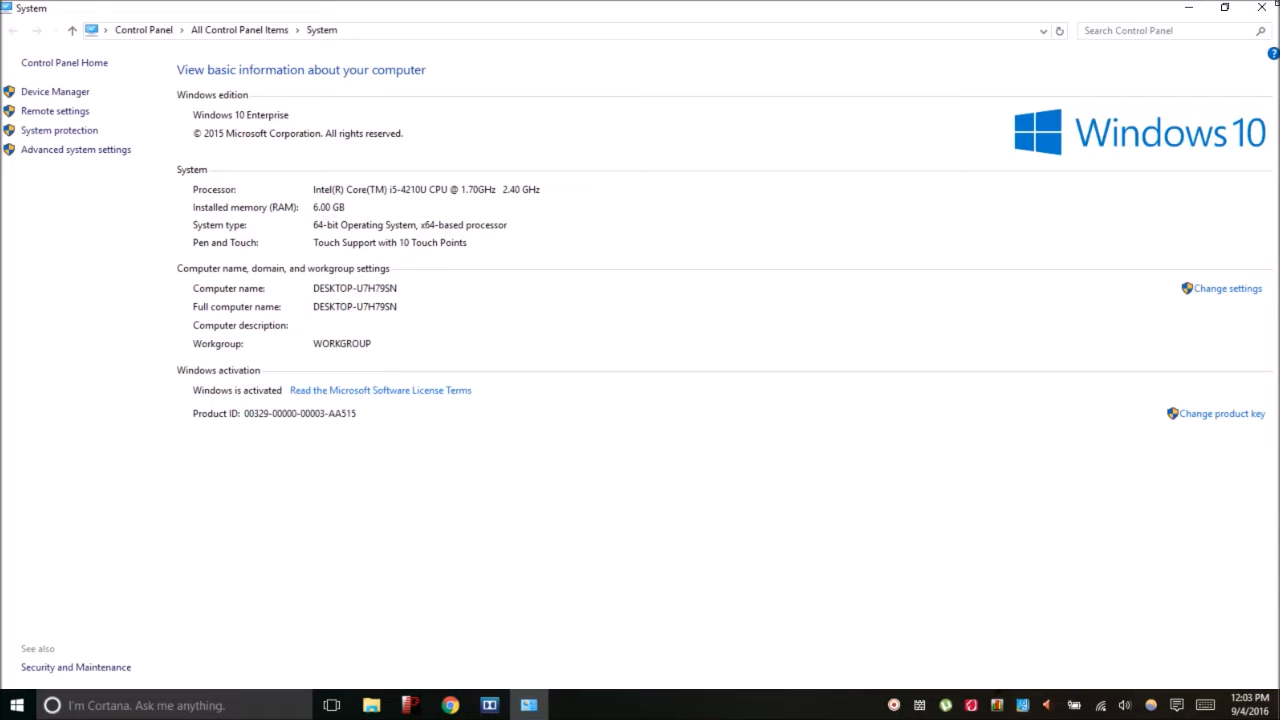 System
Control Panel > All Control Panel Items > System
Search Control Panel
Control Panel Home
Device Manager
Remote settings
System protection
Advanced system settings
View basic information about your computer
Windows edition
Windows 10 Enterprise
© 2015 Microsoft Corporation. All rights reserved.
Windows 10
System
Processor: Intel(R) Core(TM) i5-4210U CPU @ 1.70GHz 2.40 GHz
Installed memory (RAM): 6.00 GB
System type: 64-bit Operating System, x64-based processor
Pen and Touch: Touch Support with 10 Touch Points
Computer name, domain, and workgroup settings
Computer name: DESKTOP-U7H79SN
Change settings
Full computer name: DESKTOP-U7H79SN
Computer description:
Workgroup: WORKGROUP
Windows activation
Windows is activated Read the Microsoft Software License Terms
Product ID: 00329-00000-00003-AA515
Change product key
See also
Security and Maintenance
I'm Cortana. Ask me anything.
12:03 PM
9/4/2016